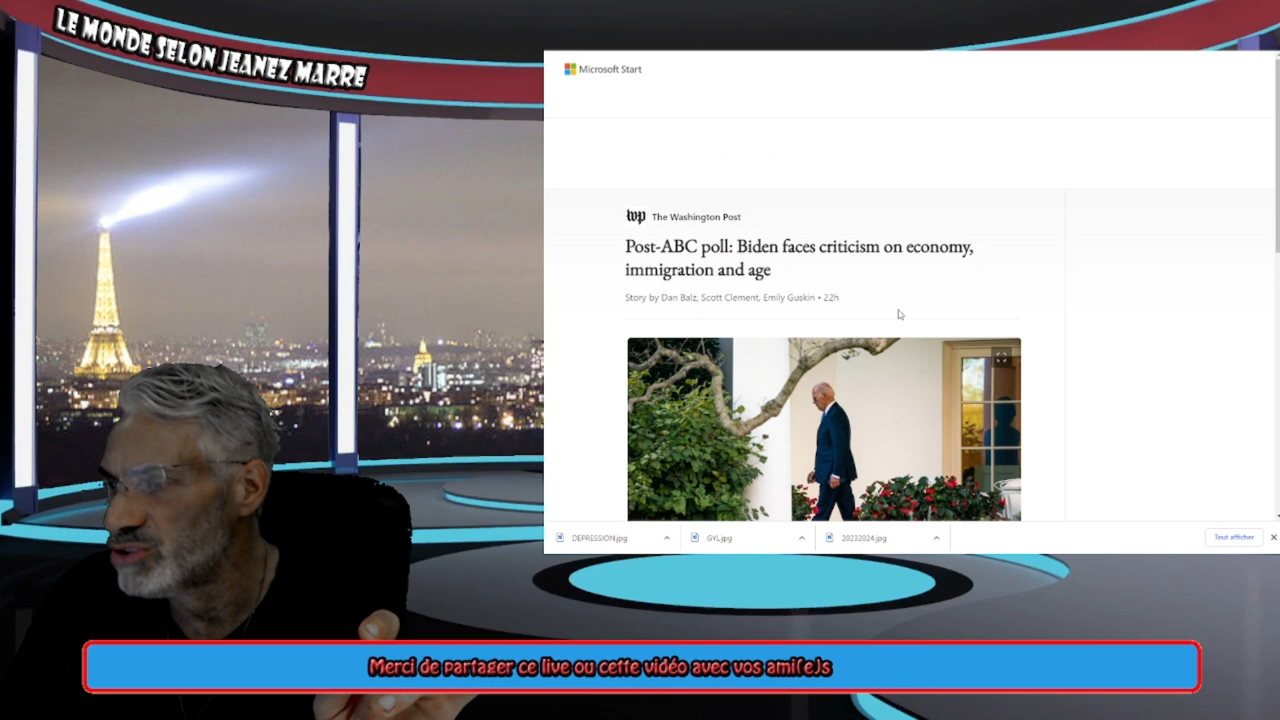 LE MONDE SELON JEANEZ MARRE
Microsoft Start
wp The Washington Post
Post-ABC poll: Biden faces criticism on economy,
immigration and age
Story by Dan Balz, Scott Clement, Emily Guskin • 22h
DEPRESSION.jpg
GYL.jpg
20232024.jpg
Tout afficher
Merci de partager ce live ou cette vidéo avec vos ami(e)s